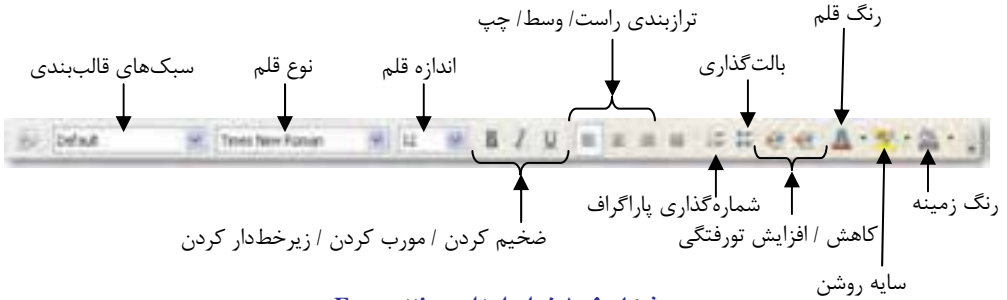 رنگ قلم
ترازبندی راست/ وسط/ چپ
بالت‌گذاری
اندازه قلم
نوع قلم
سبک‌های قالب‌بندی
Default
Times New Roman
12
B I U
رنگ زمینه
شماره‌گذاری پاراگراف
کاهش / افزایش تورفتگی
ضخیم کردن / مورب کردن / زیرخط‌دار کردن
سایه روشن